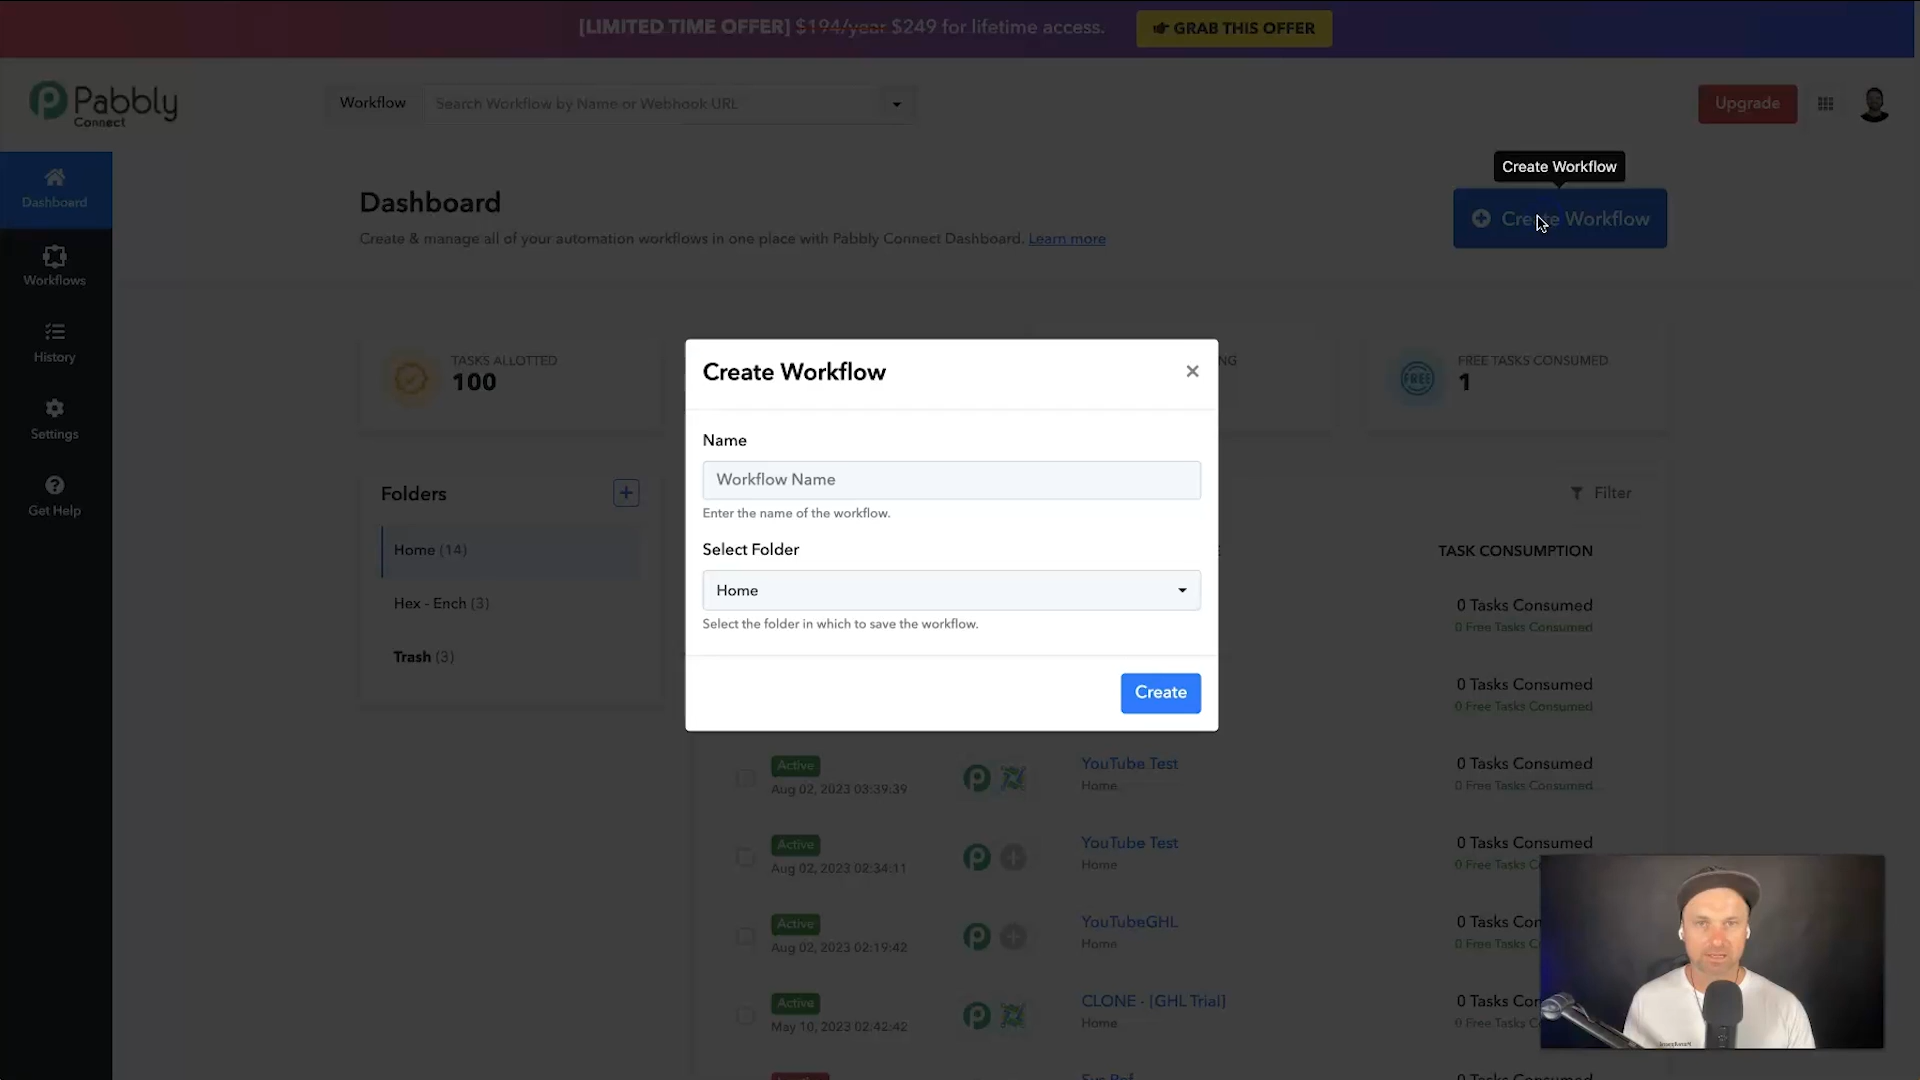 [LIMITED TIME OFFER] $194/year $249 for lifetime access.
GRAB THIS OFFER
Pabbly
Connect
Workflow
Search Workflow by Name or Webhook URL
Upgrade
Dashboard
Workflows
History
Settings
Get Help
Dashboard
Create & manage all of your automation workflows in one place with Pabbly Connect Dashboard. Learn more
Create Workflow
Create Workflow
TASKS ALLOTTED
100
FREE
FREE TASKS CONSUMED
1
Folders
Home (14)
Hex - Ench (3)
Trash (3)
Create Workflow
Name
Workflow Name
Enter the name of the workflow.
Select Folder
Home
Select the folder in which to save the workflow.
Create
Filter
TASK CONSUMPTION
0 Tasks Consumed
0 Free Tasks Consumed
0 Tasks Consumed
0 Free Tasks Consumed
Active
Aug 02, 2023 03:39:39
YouTube Test
Home
0 Tasks Consumed
0 Free Tasks Consumed
Active
Aug 02, 2023 02:34:11
YouTube Test
Home
0 Tasks Consumed
0 Free Tasks
Active
Aug 02, 2023 02:19:42
YouTubeGHL
Home
0 Tasks
0 Free Tasks
Active
May 10, 2023 02:42:42
CLONE - [GHL Trial]
Home
0 Tasks
0 Free Tasks